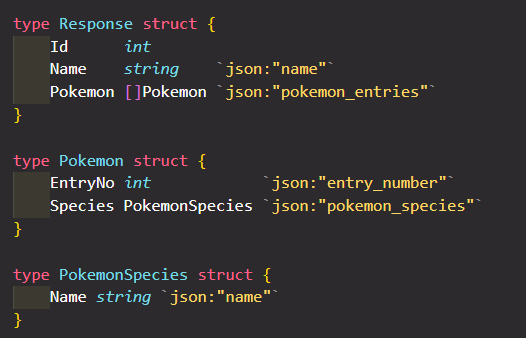 type Response struct {
    Id      int
    Name    string    `json:"name"`
    Pokemon []Pokemon `json:"pokemon_entries"`
}

type Pokemon struct {
    EntryNo int            `json:"entry_number"`
    Species PokemonSpecies `json:"pokemon_species"`
}

type PokemonSpecies struct {
    Name string `json:"name"`
}